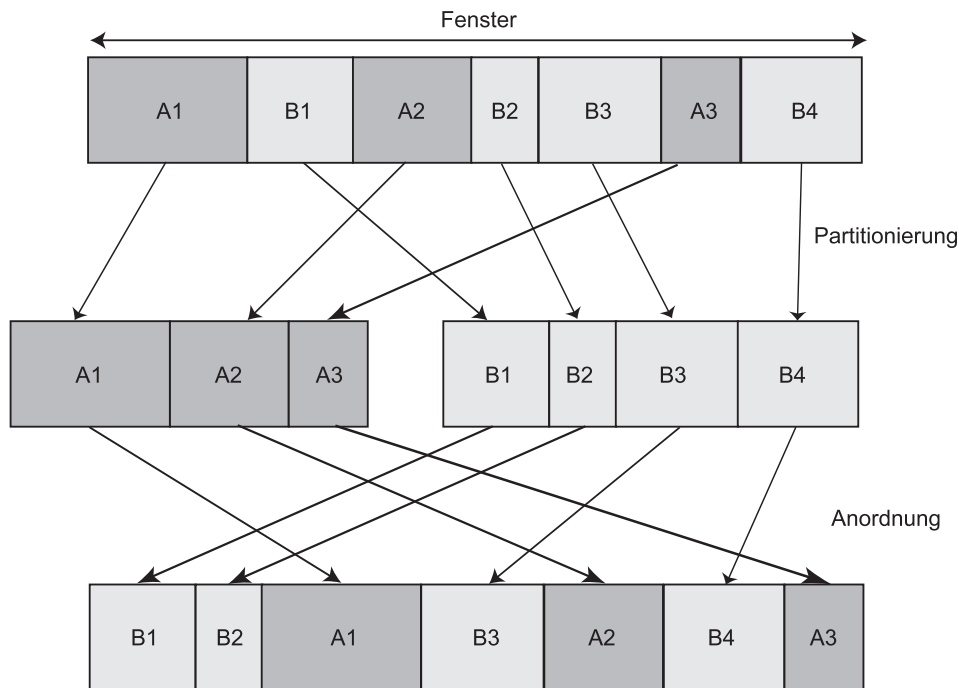 Fenster
A1 B1 A2 B2 B3 A3 B4
Partitionierung
A1 A2 A3 B1 B2 B3 B4
Anordnung
B1 B2 A1 B3 A2 B4 A3